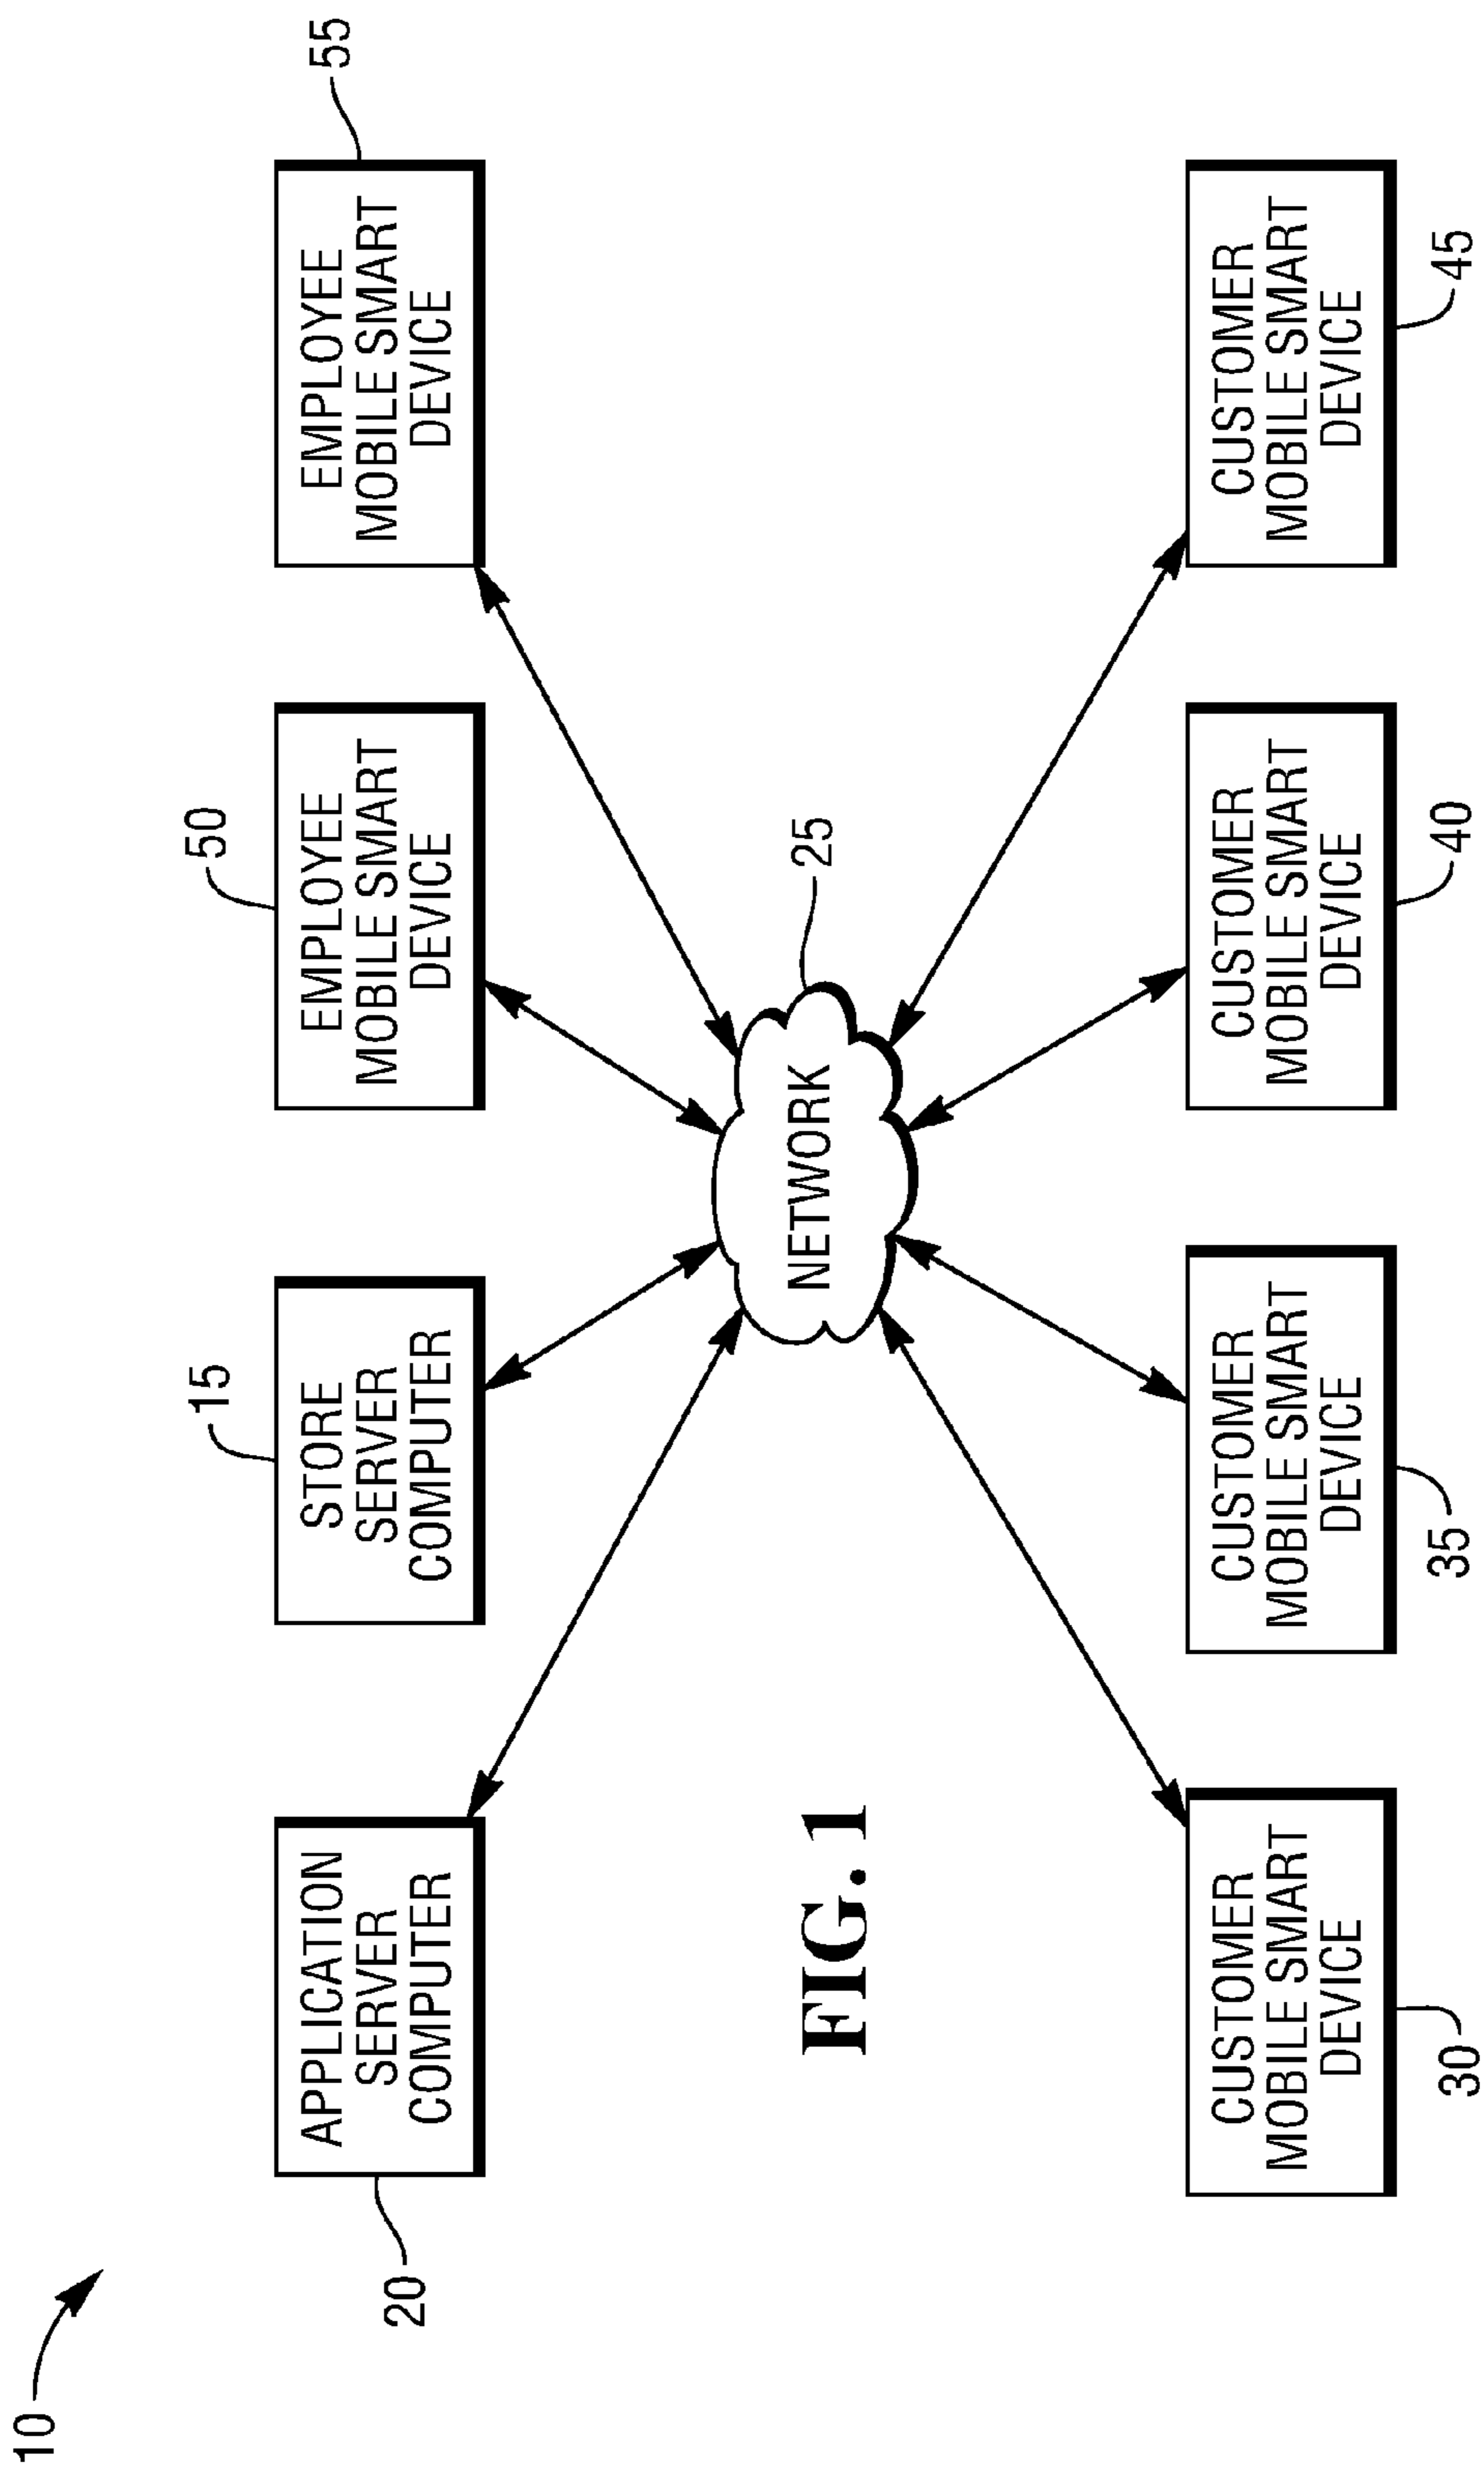 10
20
APPLICATION
SERVER
COMPUTER
15
STORE
SERVER
COMPUTER
50
EMPLOYEE
MOBILE SMART
DEVICE
55
EMPLOYEE
MOBILE SMART
DEVICE
25
NETWORK
FIG. 1
CUSTOMER
MOBILE SMART
DEVICE
30
CUSTOMER
MOBILE SMART
DEVICE
35
CUSTOMER
MOBILE SMART
DEVICE
40
CUSTOMER
MOBILE SMART
DEVICE
45